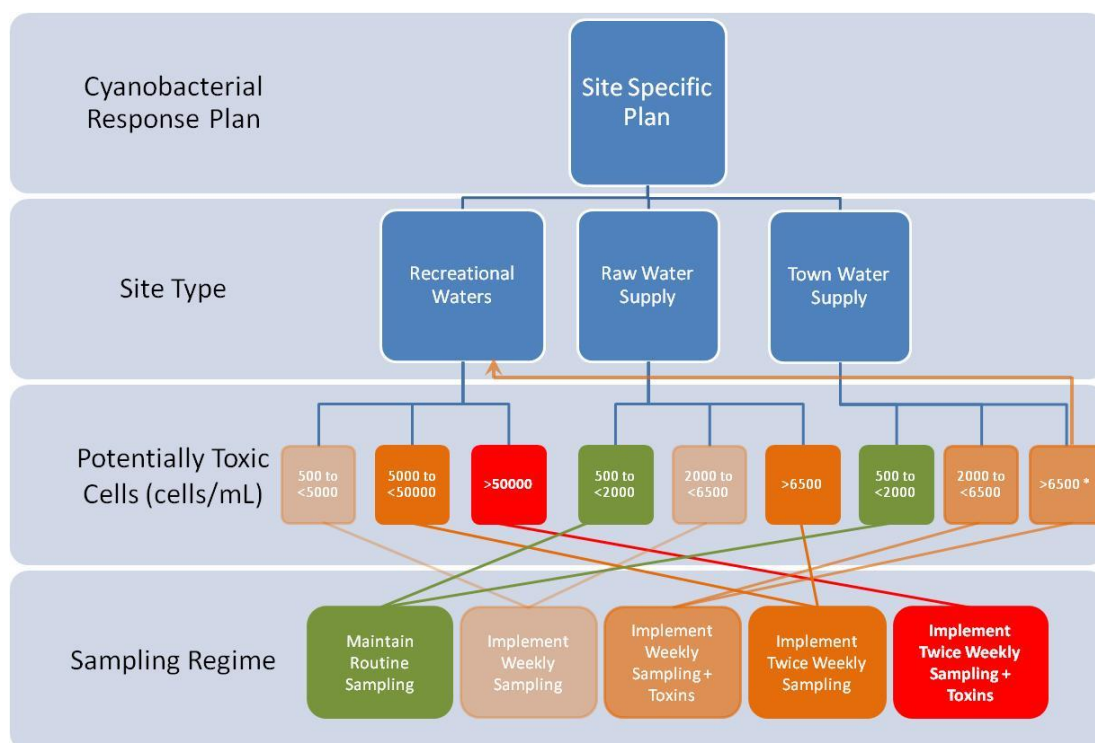 Cyanobacterial
Response Plan
Site Specific
Plan
Site Type
Recreational
Waters
Raw Water
Supply
Town Water
Supply
Potentially Toxic
Cells (cells/mL)
500 to
<5000
5000 to
<50000
>50000
500 to
<2000
2000 to
<6500
>6500
500 to
<2000
2000 to
<6500
>6500 *
Sampling Regime
Maintain
Routine
Sampling
Implement
Weekly
Sampling
Implement
Weekly
Sampling +
Toxins
Implement
Twice Weekly
Sampling
Implement
Twice Weekly
Sampling +
Toxins